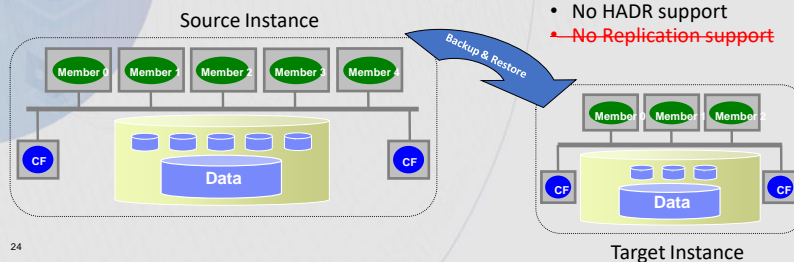 Source Instance
• No HADR support
• No Replication support
Backup & Restore
Member 0
Member 1
Member 2
Member 3
Member 4
Member 0
Member 1
Member 2
CF
Data
CF
CF
Data
CF
24
Target Instance